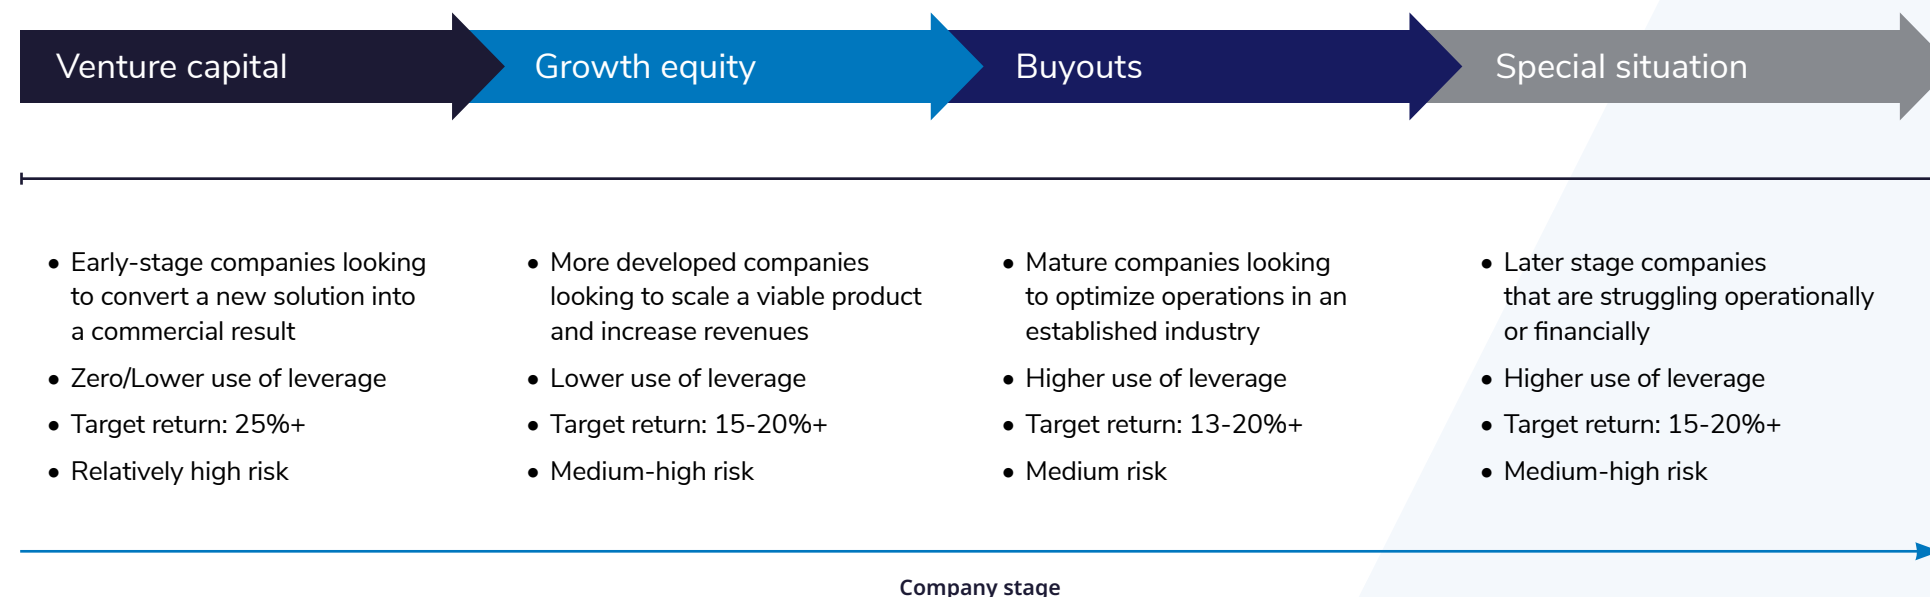 Venture capital
Growth equity
Buyouts
Special situation
• Early-stage companies looking
to convert a new solution into
a commercial result
• Zero/Lower use of leverage
• Target return: 25%+
• Relatively high risk
• More developed companies
looking to scale a viable product
and increase revenues
• Lower use of leverage
• Target return: 15-20%+
• Medium-high risk
• Mature companies looking
to optimize operations in an
established industry
• Higher use of leverage
• Target return: 13-20%+
• Medium risk
• Later stage companies
that are struggling operationally
or financially
• Higher use of leverage
• Target return: 15-20%+
• Medium-high risk
Company stage